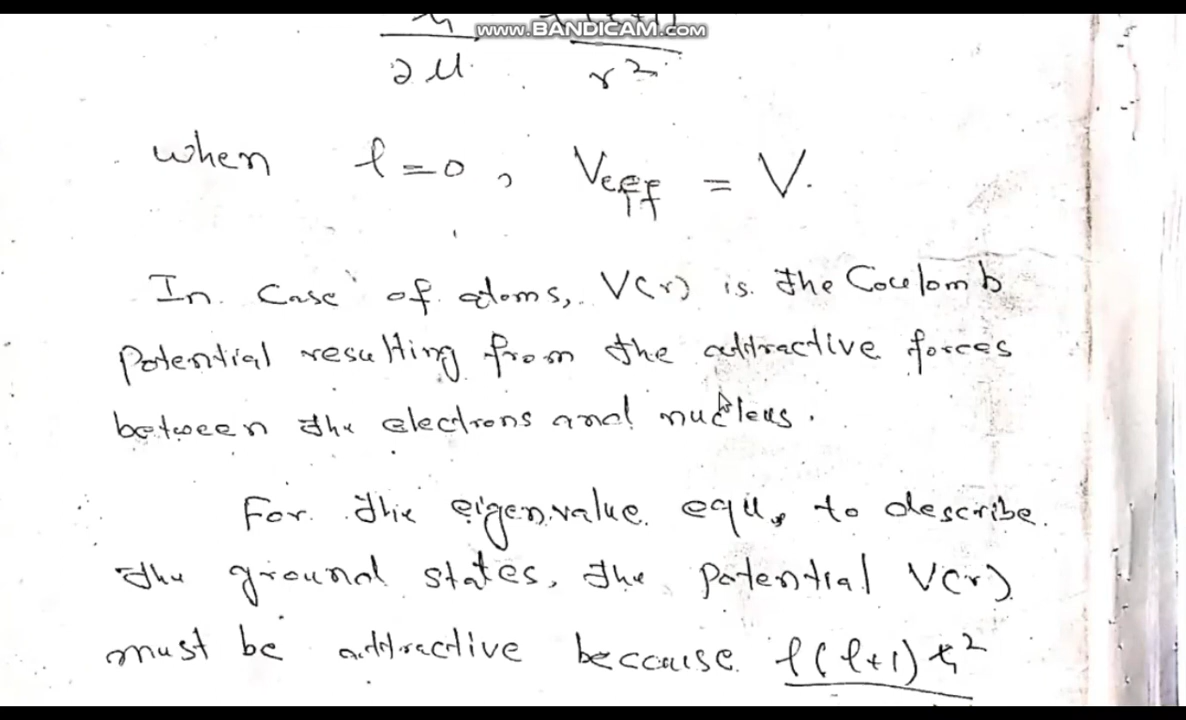 www.BANDICAM.com
2μ r²
when l=0, Veff = V.
In case of atoms, V(r) is the Coulomb
Potential resulting from the attractive forces
between the electrons and nucleus.
For the eigenvalue equ, to describe
the ground states, the potential V(r)
must be attractive because l(l+1)ħ²